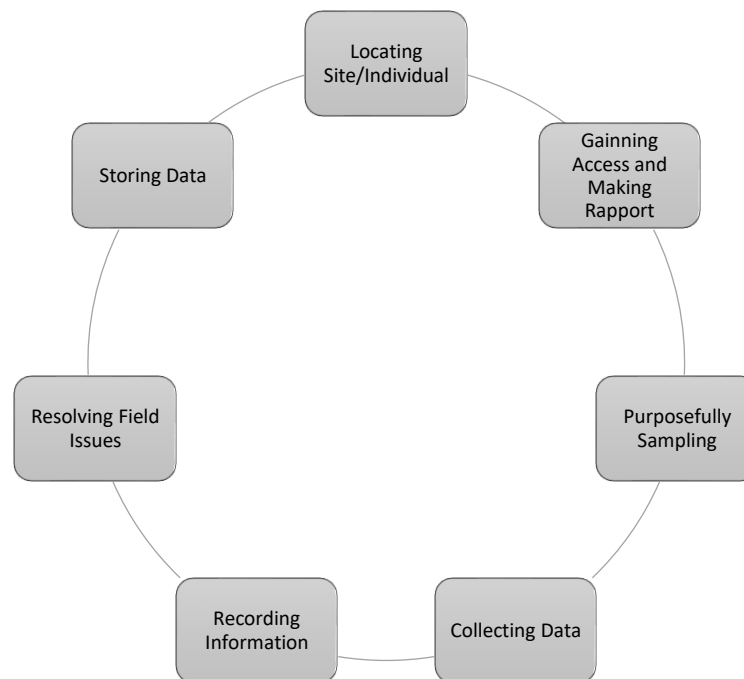 Locating
Site/Individual
Gainning
Access and
Making
Rapport
Purposefully
Sampling
Collecting Data
Recording
Information
Resolving Field
Issues
Storing Data